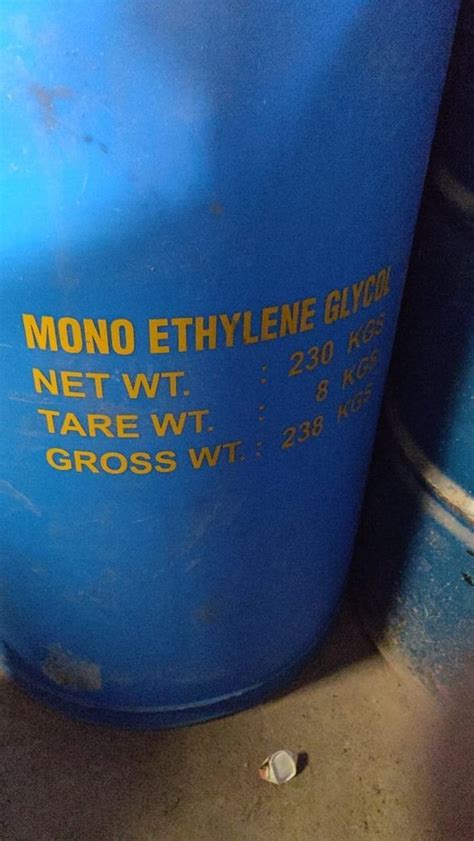 MONO ETHYLENE GLYCOL
NET WT. : 230 KGS
TARE WT. : 8 KGS
GROSS WT. : 238 KGS